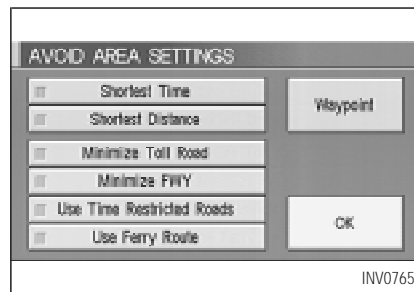 AVOID AREA SETTINGS
Shortest Time
Shortest Distance
Minimize Toll Road
Minimize FWY
Use Time Restricted Roads
Use Ferry Route
Waypoint
OK
INV0765